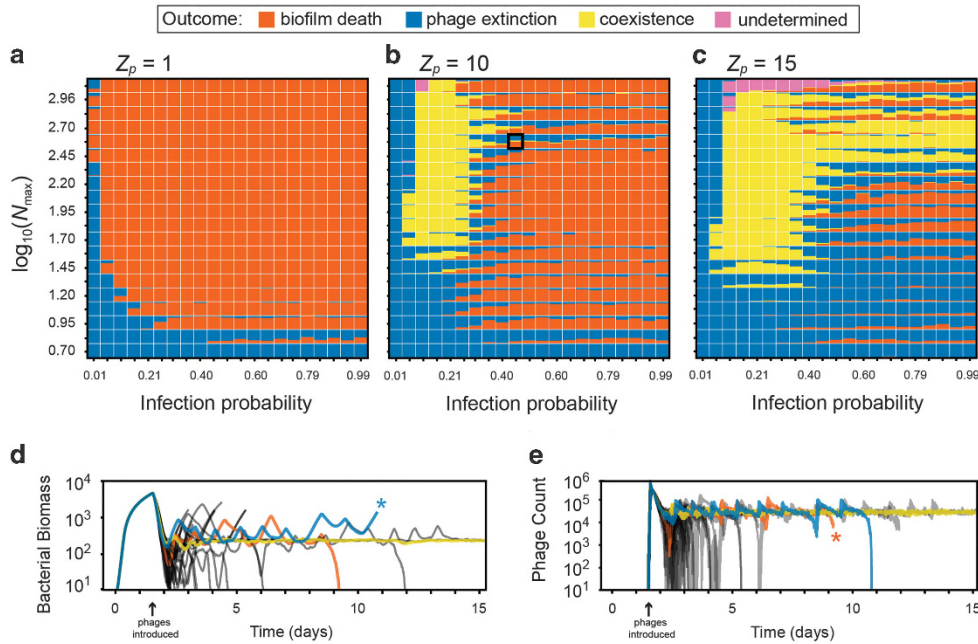 Outcome: biofilm death phage extinction coexistence undetermined
a Zp = 1
b Zp = 10
c Zp = 15
log10(Nmax)
2.96
2.70
2.45
2.20
1.95
1.70
1.45
1.20
0.95
0.70
0.01 0.21 0.40 0.60 0.79 0.99
0.01 0.21 0.40 0.60 0.79 0.99
0.01 0.21 0.40 0.60 0.79 0.99
Infection probability
Infection probability
Infection probability
d
Bacterial Biomass
10^4
10^3
10^2
10^1
*
0 5 10 15
phages
introduced
Time (days)
e
Phage Count
10^6
10^5
10^4
10^3
10^2
10^1
*
0 5 10 15
phages
introduced
Time (days)